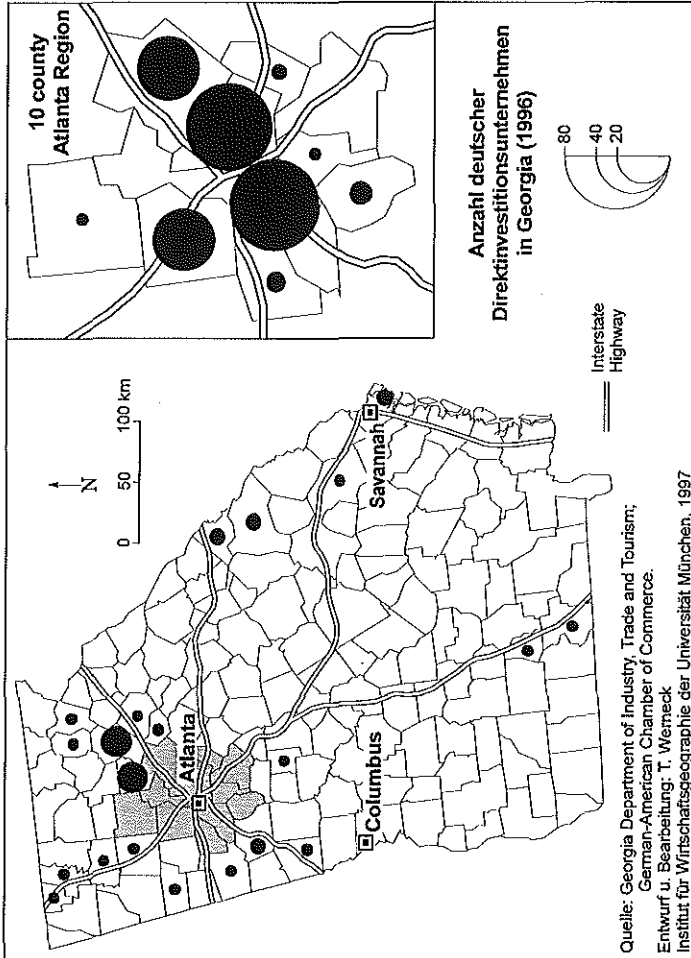 10 county
Atlanta Region
N
0 50 100 km
Atlanta
Columbus
Savannah
Anzahl deutscher
Direktinvestitionsunternehmen
in Georgia (1996)
80
40
20
Interstate
Highway
Quelle: Georgia Department of Industry, Trade and Tourism;
German-American Chamber of Commerce.
Entwurf u. Bearbeitung: T. Werneck
Institut für Wirtschaftsgeographie der Universität München, 1997